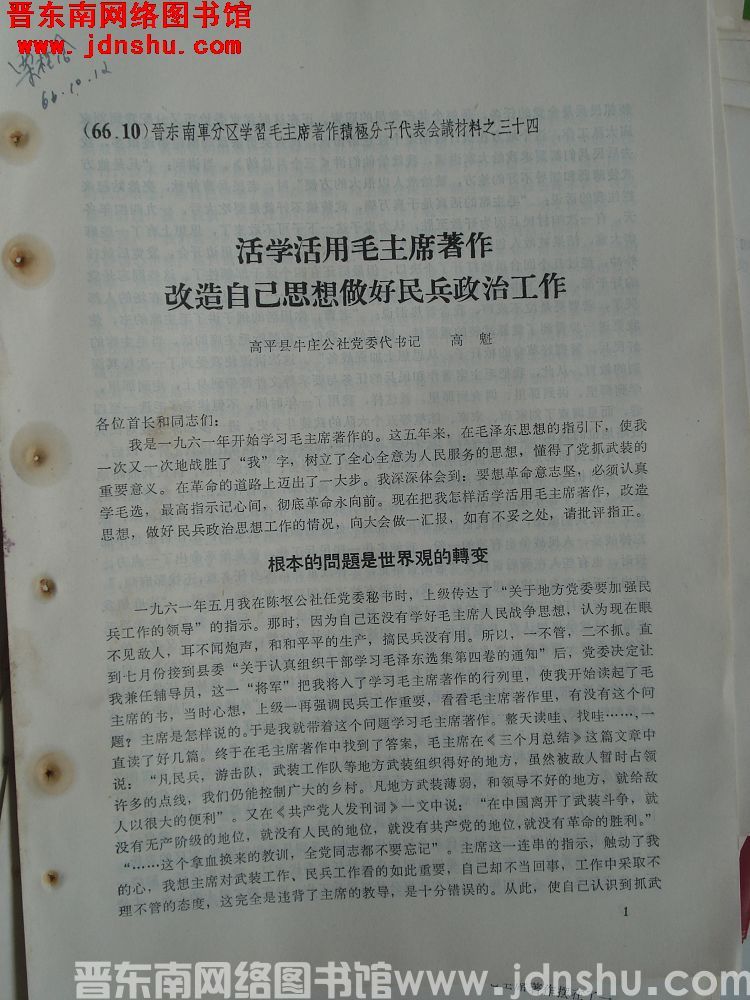 晋东南网络图书馆
www.jdnshu.com
66.10.12
（66.10）晉东南軍分区学習毛主席著作積極分子代表会議材料之三十四
活学活用毛主席著作
改造自己思想做好民兵政治工作
高平县牛庄公社党委代书记 高 魁
各位首长和同志们：
我是一九六一年开始学习毛主席著作的。这五年来，在毛泽东思想的指引下，使我
一次又一次地战胜了“我”字，树立了全心全意为人民服务的思想，懂得了党抓武装的
重要意义。在革命的道路上迈出了一大步。我深深体会到：要想革命意志坚，必须认真
学毛选，最高指示记心间，彻底革命永向前。现在把我怎样活学活用毛主席著作，改造
思想，做好民兵政治思想工作的情况，向大会做一汇报，如有不妥之处，请批评指正。
根本的問題是世界观的轉变
一九六一年五月我在陈坂公社任党委秘书时，上级传达了“关于地方党委要加强民
兵工作的领导”的指示。那时，因为自己还没有学好毛主席人民战争思想，认为现在眼
不见敌人，耳不闻炮声，和和平平的生产，搞民兵没有用。所以，一不管，二不抓。直
到七月份接到县委“关于认真组织干部学习毛泽东选集第四卷的通知”后，党委决定让
我兼任辅导员，这一“将军”把我将人了学习毛主席著作的行列里，使我开始读起了毛
主席的书，当时心想，上级一再强调民兵工作重要，看看毛主席著作里，有没有这个问
题？主席是怎样说的。于是我就带着这个问题学习毛主席著作。整天读哇、找哇……，一
直读了好几篇。终于在毛主席著作中找到了答案，毛主席在《三个月总结》这篇文章中
说：“凡民兵，游击队，武装工作队等地方武装组织得好的地方，虽然被敌人暂时占领
许多的点线，我们仍能控制广大的乡村。凡地方武装薄弱，和领导不好的地方，就给敌
人以很大的便利”。又在《共产党人发刊词》一文中说：“在中国离开了武装斗争，就
没有无产阶级的地位，就没有人民的地位，就没有共产党的地位，就没有革命的胜利。”
“……这个拿血换来的教训，全党同志都不要忘记”。主席这一连串的指示，触动了我
的心，我想主席对武装工作、民兵工作看的如此重要，自己却不当回事，工作中采取不
理不管的态度，这完全是违背了主席的教导，是十分错误的。从此，使自己认识到抓武
1
晋东南网络图书馆www.jdnshu.com